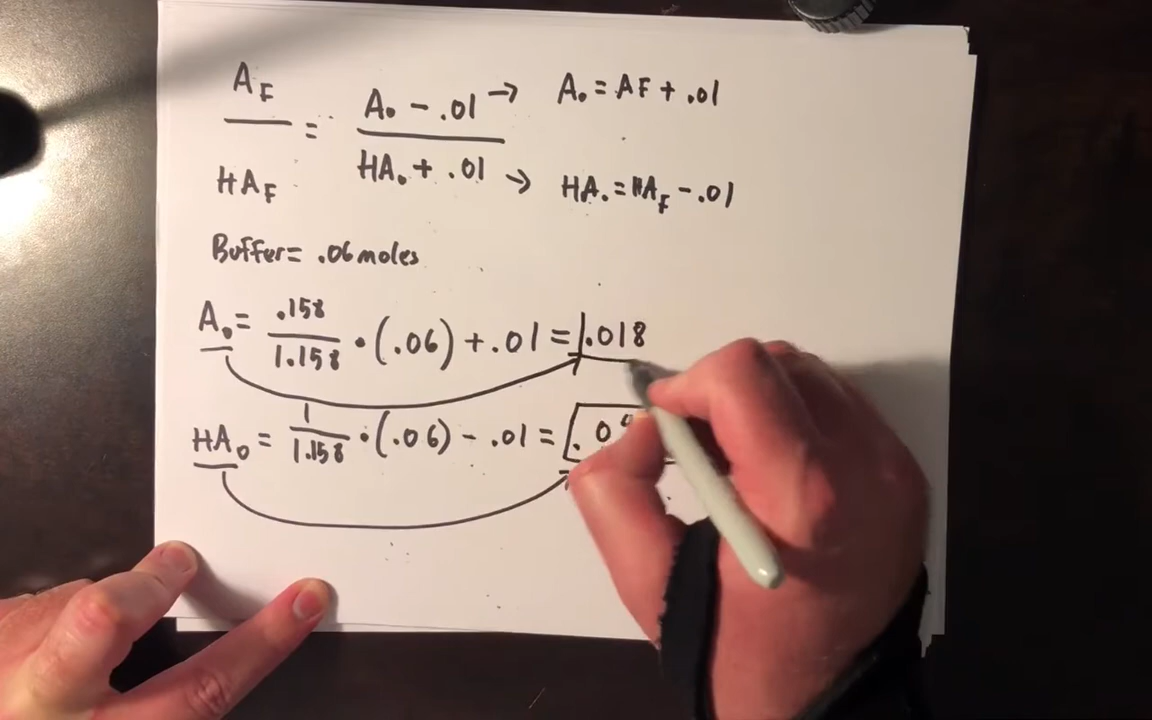 A_F / HA_F = A₀ - .01 / HA₀ + .01
→ A₀ = AF + .01
→ HA₀ = HA_F - .01
Buffer = .06 moles
A₀ = .158 / 1.158 • (.06) + .01 = .018
HA₀ = 1 / 1.158 • (.06) - .01 =